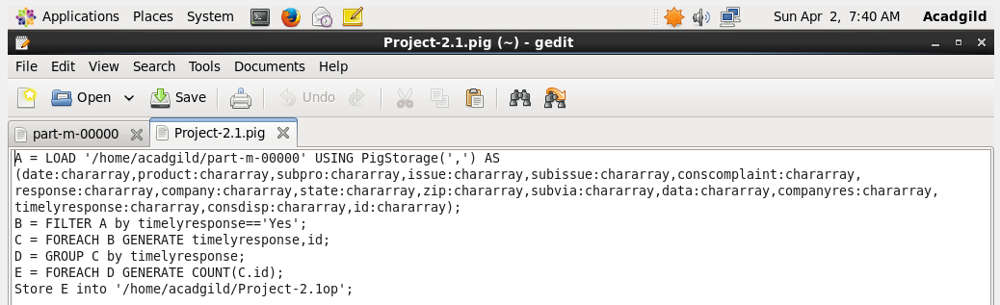 Applications Places System Sun Apr 2, 7:40 AM Acadgild
Project-2.1.pig (~) - gedit
File Edit View Search Tools Documents Help
Open Save Undo
part-m-00000 Project-2.1.pig
A = LOAD '/home/acadgild/part-m-00000' USING PigStorage(',') AS
(date:chararray,product:chararray,subpro:chararray,issue:chararray,subissue:chararray,conscomplaint:chararray,
response:chararray,company:chararray,state:chararray,zip:chararray,subvia:chararray,data:chararray,companyres:chararray,
timelyresponse:chararray,consdisp:chararray,id:chararray);
B = FILTER A by timelyresponse=='Yes';
C = FOREACH B GENERATE timelyresponse,id;
D = GROUP C by timelyresponse;
E = FOREACH D GENERATE COUNT(C.id);
Store E into '/home/acadgild/Project-2.1op';